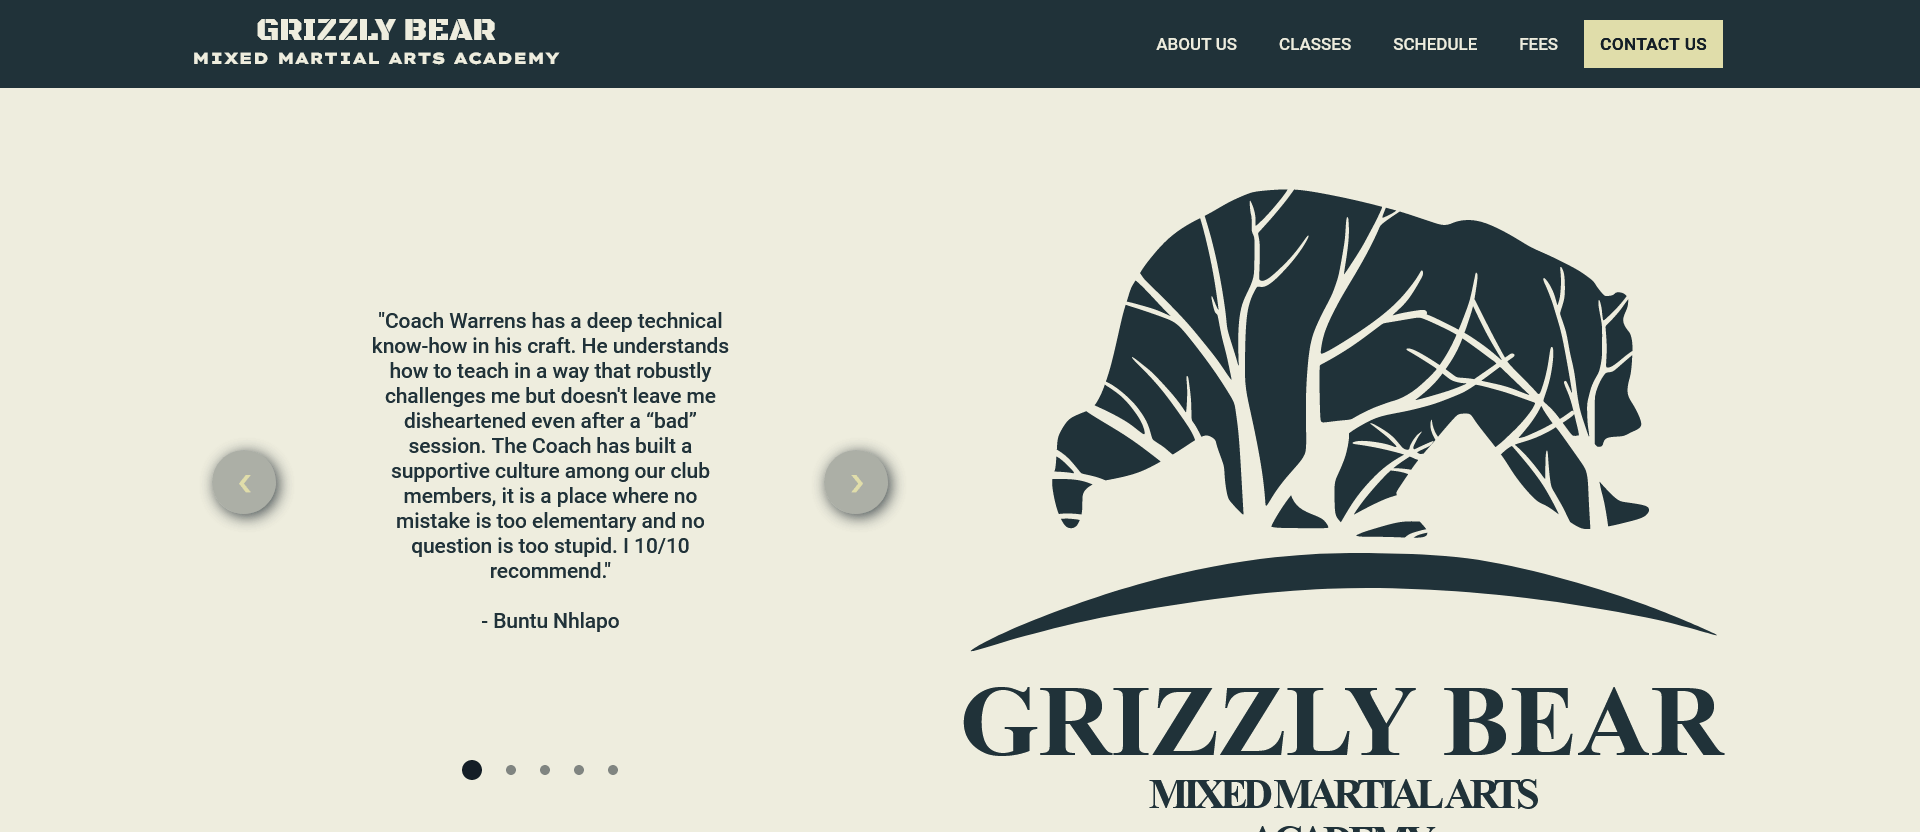 GRIZZLY BEAR
MIXED MARTIAL ARTS ACADEMY
ABOUT US
CLASSES
SCHEDULE
FEES
CONTACT US
"Coach Warrens has a deep technical
know-how in his craft. He understands
how to teach in a way that robustly
challenges me but doesn't leave me
disheartened even after a “bad”
session. The Coach has built a
supportive culture among our club
members, it is a place where no
mistake is too elementary and no
question is too stupid. I 10/10
recommend."
- Buntu Nhlapo
GRIZZLY BEAR
MIXED MARTIAL ARTS
ACADEMY